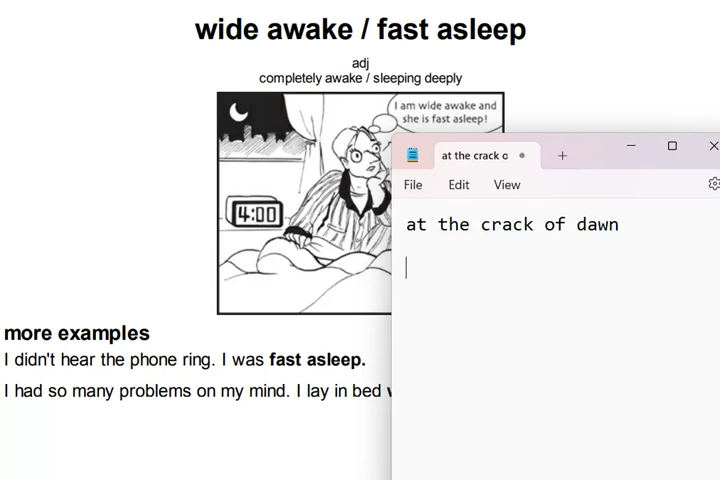 wide awake / fast asleep
adj
completely awake / sleeping deeply
I am wide awake and
she is fast asleep!
4:00
at the crack o
File Edit View
at the crack of dawn
more examples
I didn't hear the phone ring. I was fast asleep.
I had so many problems on my mind. I lay in bed